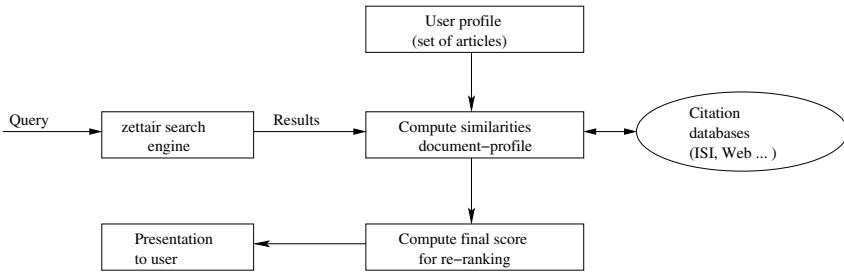 User profile
(set of articles)
Query
zettair search
engine
Results
Compute similarities
document-profile
Citation
databases
(ISI, Web ... )
Presentation
to user
Compute final score
for re-ranking